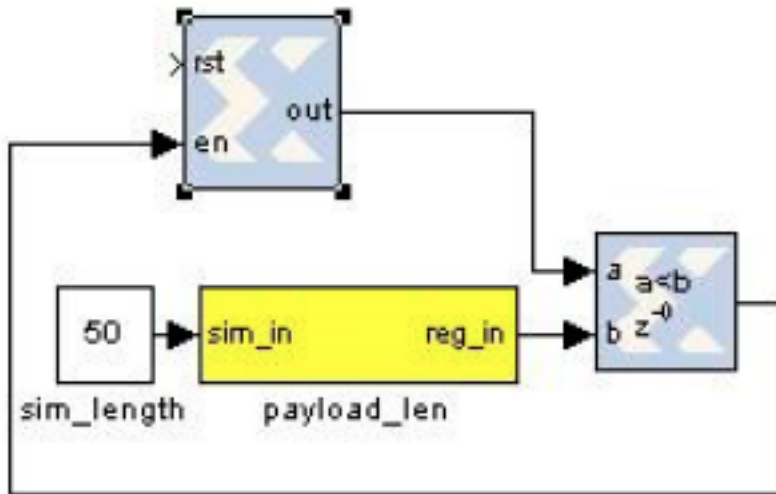 rst
out
en
a
a<b
50
sim_in
reg_in
b
z-0
sim_length
payload_len